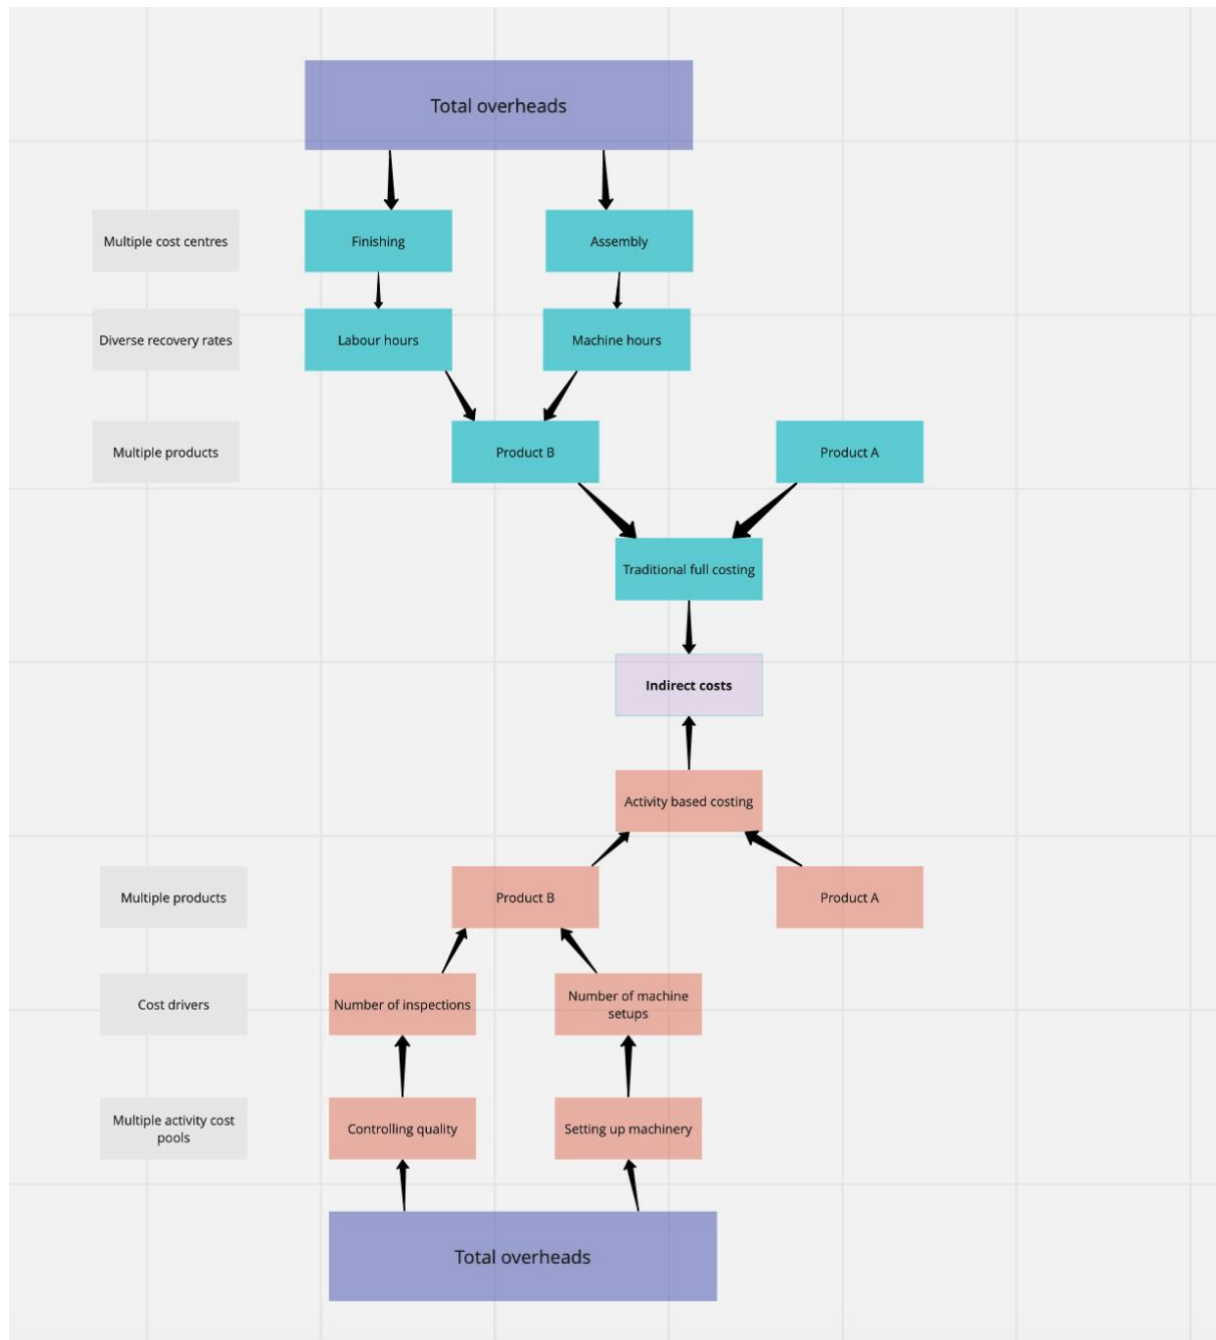 Total overheads
Multiple cost centres
Finishing
Assembly
Diverse recovery rates
Labour hours
Machine hours
Multiple products
Product B
Product A
Traditional full costing
Indirect costs
Activity based costing
Multiple products
Product B
Product A
Cost drivers
Number of inspections
Number of machine
setups
Multiple activity cost
pools
Controlling quality
Setting up machinery
Total overheads